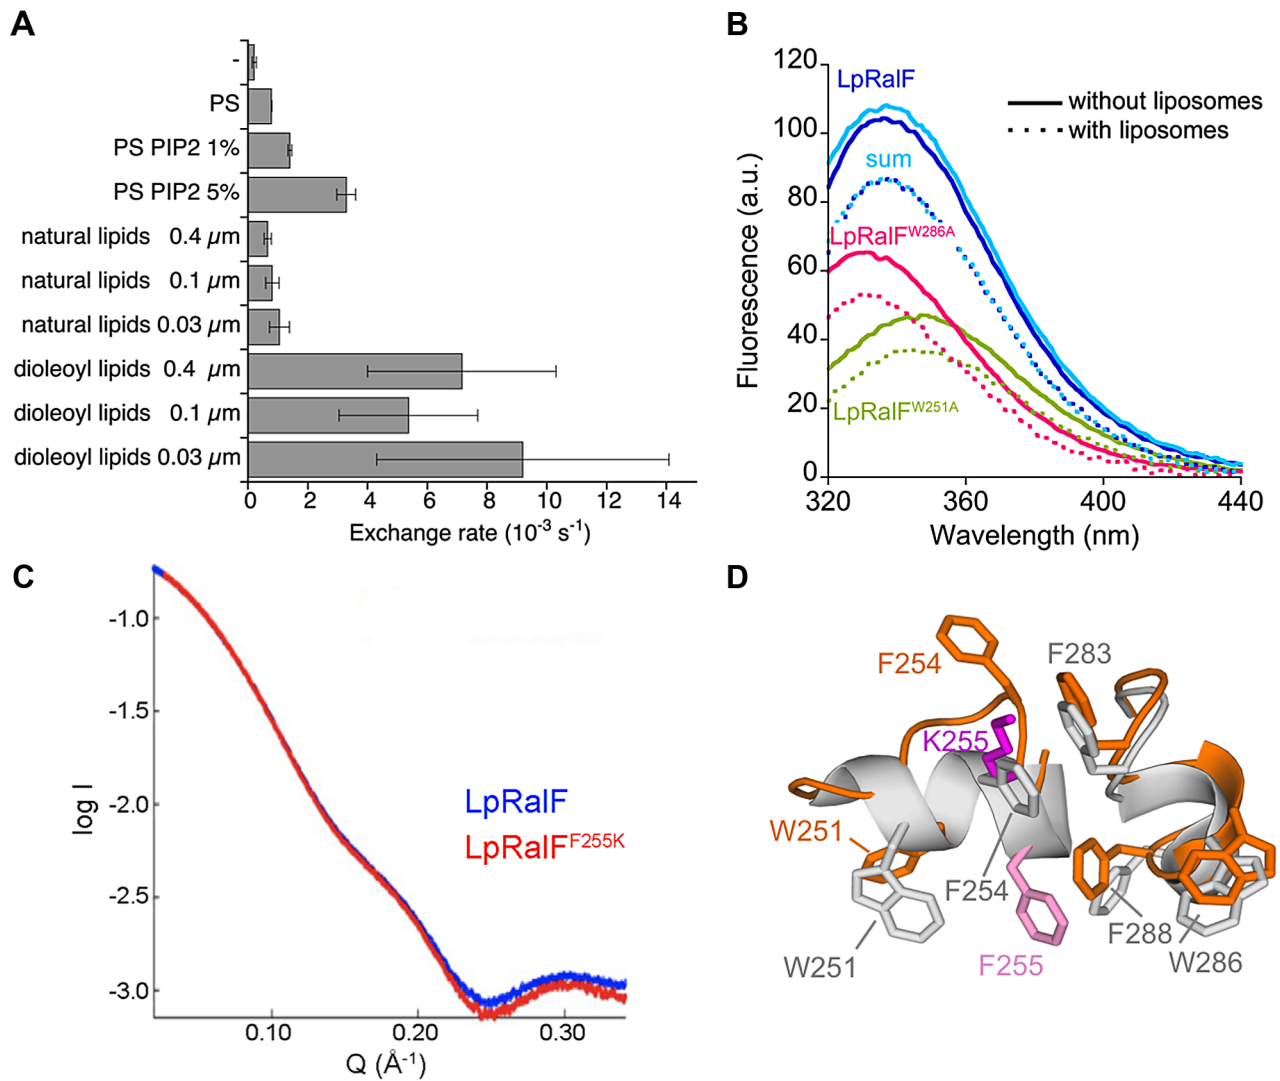 A
-
PS
PS PIP2 1%
PS PIP2 5%
natural lipids 0.4 µm
natural lipids 0.1 µm
natural lipids 0.03 µm
dioleoyl lipids 0.4 µm
dioleoyl lipids 0.1 µm
dioleoyl lipids 0.03 µm
0 2 4 6 8 10 12 14
Exchange rate (10-3 s-1)
B
120
100
80
60
40
20
0
Fluorescence (a.u.)
LpRalF
sum
LpRalFW286A
LpRalFW251A
without liposomes
with liposomes
320 360 400 440
Wavelength (nm)
C
-1.0
-1.5
-2.0
-2.5
-3.0
log I
LpRalF
LpRalFF255K
0.10 0.20 0.30
Q (Å-1)
D
F254
F283
K255
W251
F254
F288
W251
F255
W286